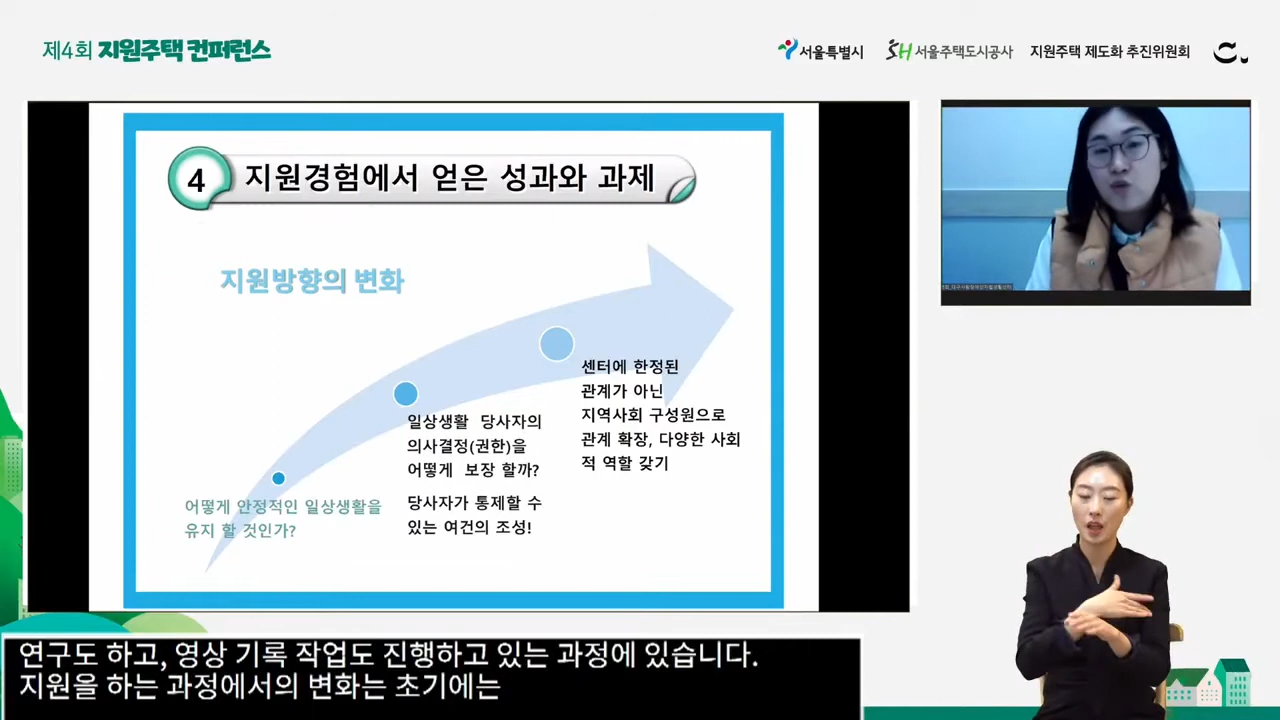 제4회 지원주택 컨퍼런스
서울특별시
SH 서울주택도시공사
지원주택 제도화 추진위원회
4
지원경험에서 얻은 성과와 과제
지원방향의 변화
어떻게 안정적인 일상생활을
유지 할 것인가?
일상생활 당사자의
의사결정(권한)을
어떻게 보장 할까?
당사자가 통제할 수
있는 여건의 조성!
센터에 한정된
관계가 아닌
지역사회 구성원으로
관계 확장, 다양한 사회
적 역할 갖기
연구도 하고, 영상 기록 작업도 진행하고 있는 과정에 있습니다.
지원을 하는 과정에서의 변화는 초기에는